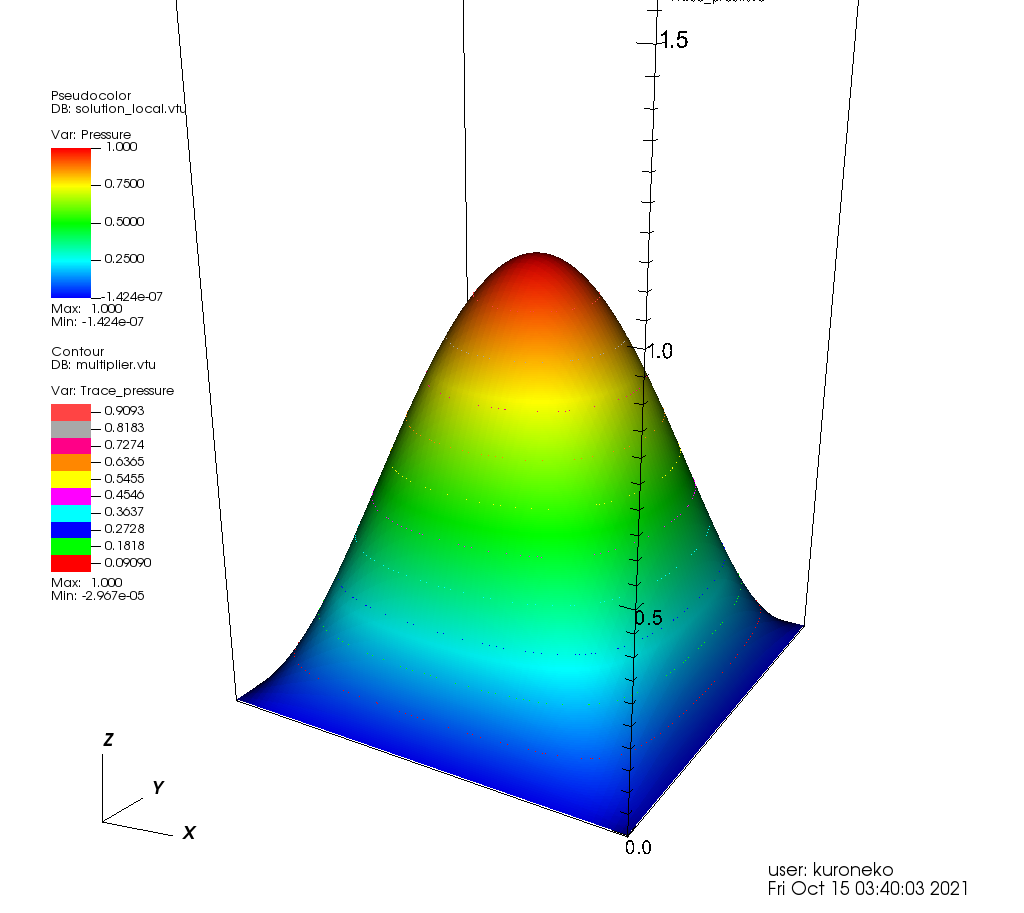 1.5
Pseudocolor
DB: solution_local.vtu
Var: Pressure
1.000
0.7500
0.5000
0.2500
-1.424e-07
Max: 1.000
Min: -1.424e-07
Contour
DB: multiplier.vtu
Var: Trace_pressure
0.9093
0.8183
0.7274
0.6365
0.5455
0.4546
0.3637
0.2728
0.1818
0.09090
Max: 1.000
Min: -2.967e-05
1.0
0.5
0.0
Z
Y
X
user: kuroneko
Fri Oct 15 03:40:03 2021